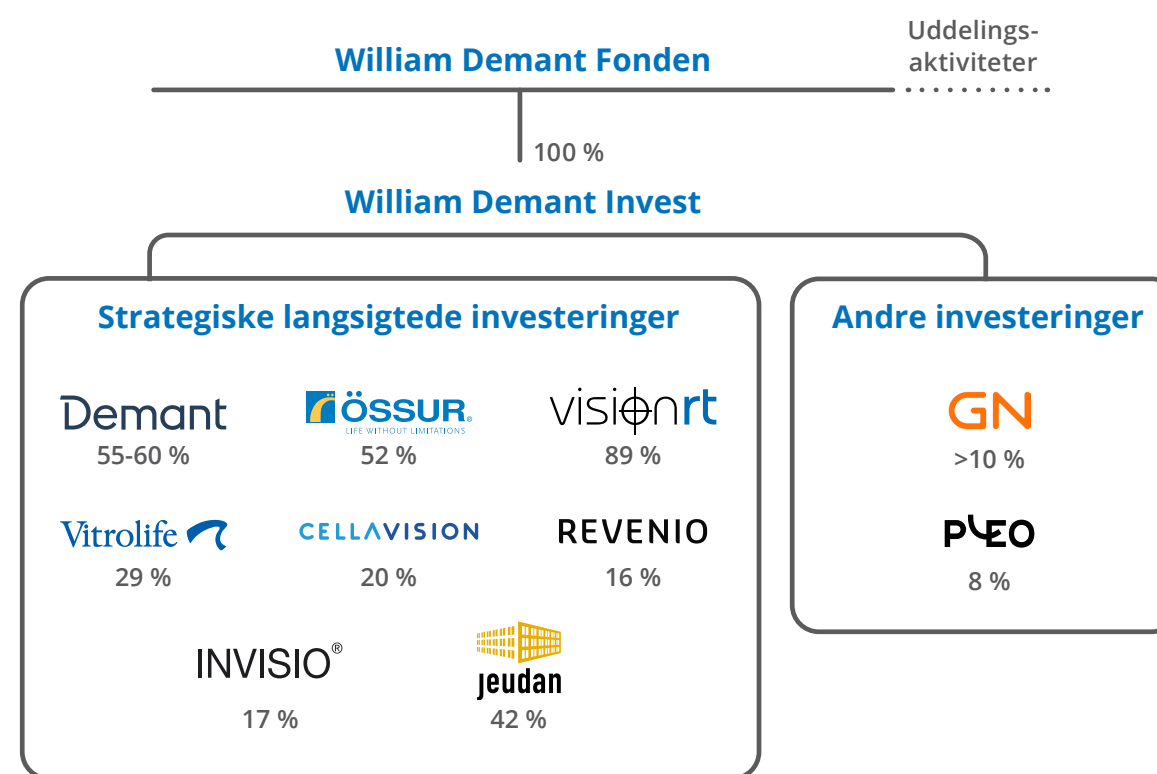 Uddelings-
aktiviteter
William Demant Fonden
100 %
William Demant Invest
Strategiske langsigtede investeringer
Demant
55-60 %
ÖSSUR®
LIFE WITHOUT LIMITATIONS
52 %
visionrt
89 %
Vitrolife
29 %
CELLAVISION
20 %
REVENIO
16 %
INVISIO®
17 %
jeudan
42 %
Andre investeringer
GN
>10 %
PLEO
8 %